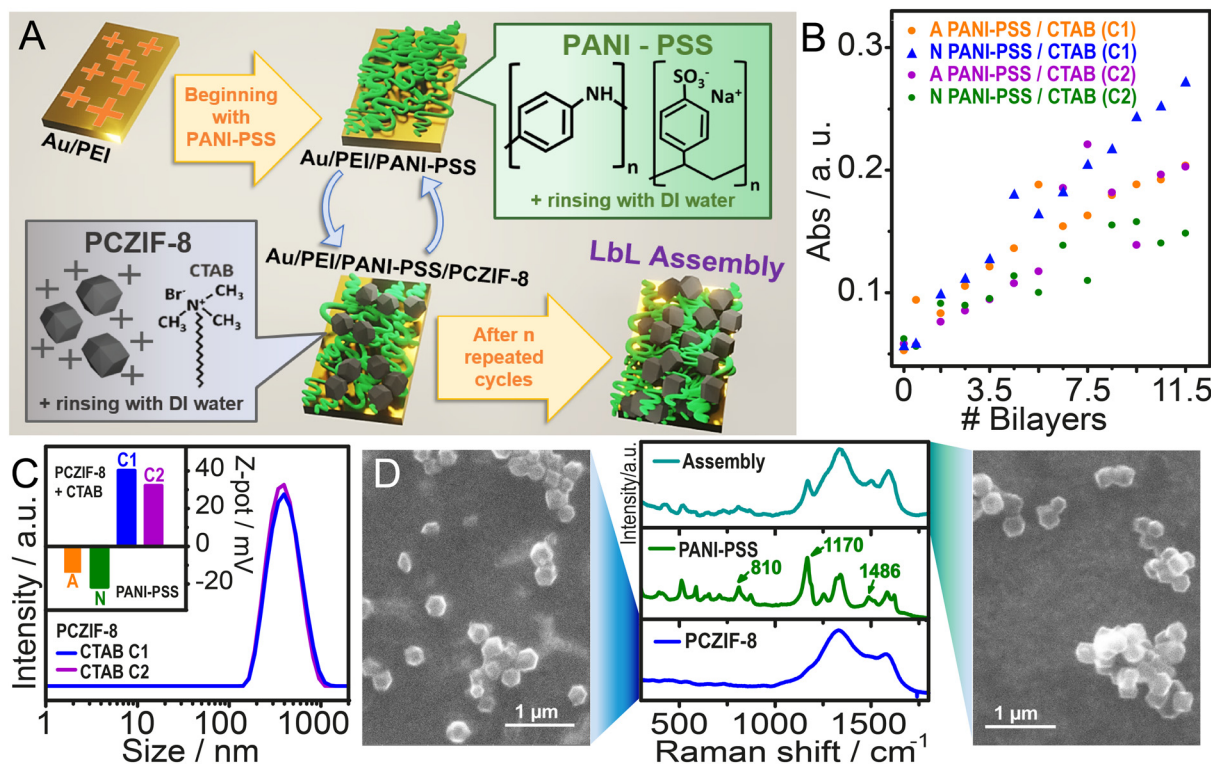 A
Au/PEI
Beginning
with
PANI-PSS
Au/PEI/PANI-PSS
PANI - PSS
NH
n
SO₃⁻
Na⁺
n
+ rinsing with DI water
PCZIF-8
CTAB
Br⁻
N⁺
CH₃
CH₃
CH₃
+ rinsing with DI water
Au/PEI/PANI-PSS/PCZIF-8
After n
repeated
cycles
LbL Assembly
B
A PANI-PSS / CTAB (C1)
N PANI-PSS / CTAB (C1)
A PANI-PSS / CTAB (C2)
N PANI-PSS / CTAB (C2)
Abs / a. u.
0.3
0.2
0.1
0 3.5 7.5 11.5
# Bilayers
C
Intensity / a.u.
PCZIF-8
+ CTAB
C1
C2
A
N
PANI-PSS
40
20
0
-20
Z-pot / mV
PCZIF-8
CTAB C1
CTAB C2
1 10 100 1000
Size / nm
D
1 µm
Intensity/a.u.
Assembly
PANI-PSS
810
1170
1486
PCZIF-8
500 1000 1500
Raman shift / cm⁻¹
1 µm